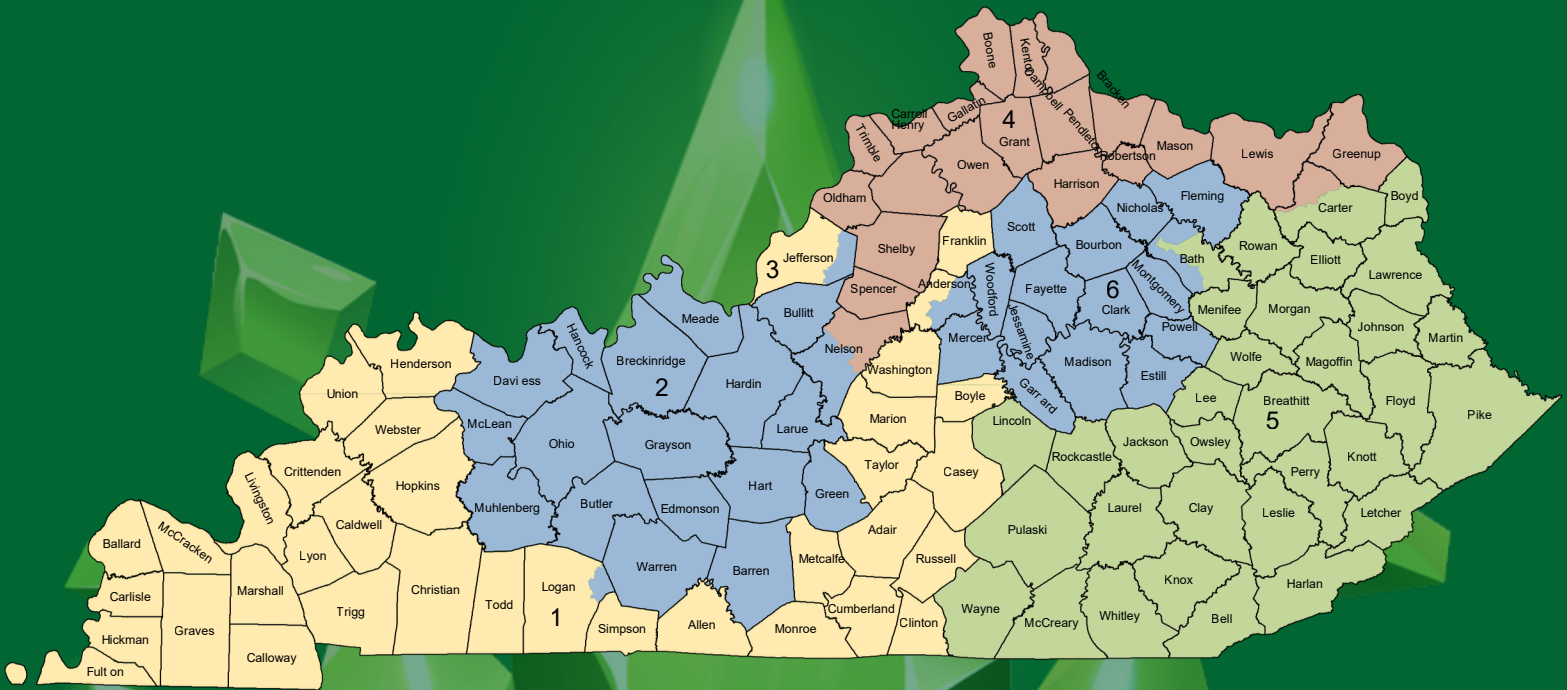 Boone
Kenton
Campbell
Bracken
Pendleton
Carroll
Henry
Gallatin
4
Grant
Trimble
Owen
Robertson
Mason
Lewis
Greenup
Harrison
Oldham
Fleming
Nicholas
Carter
Boyd
Scott
Bourbon
Franklin
Shelby
Jefferson
3
Rowan
Bath
Elliott
Lawrence
Montgomery
Anderson
Woodford
Fayette
6
Clark
Spencer
Menifee
Morgan
Bullitt
Meade
Powell
Johnson
Martin
Jessamine
Mercer
Nelson
Hancock
Breckinridge
2
Madison
Wolfe
Magoffin
Henderson
Washington
Estill
Davi ess
Hardin
Union
Boyle
Garr ard
Lee
Breathitt
5
Floyd
Pike
McLean
Larue
Marion
Lincoln
Webster
Ohio
Grayson
Jackson
Owsley
Rockcastle
Knott
Taylor
Casey
Perry
Crittenden
Hopkins
Livingston
Hart
Green
Muhlenberg
Butler
Edmonson
Laurel
Clay
Leslie
Letcher
Caldwell
Adair
Pulaski
McCracken
Ballard
Lyon
Metcalfe
Russell
Warren
Barren
Knox
Harlan
Logan
1
Christian
Marshall
Carlisle
Todd
Trigg
Cumberland
Clinton
Wayne
McCreary
Whitley
Bell
Simpson
Allen
Monroe
Graves
Hickman
Calloway
Fult on